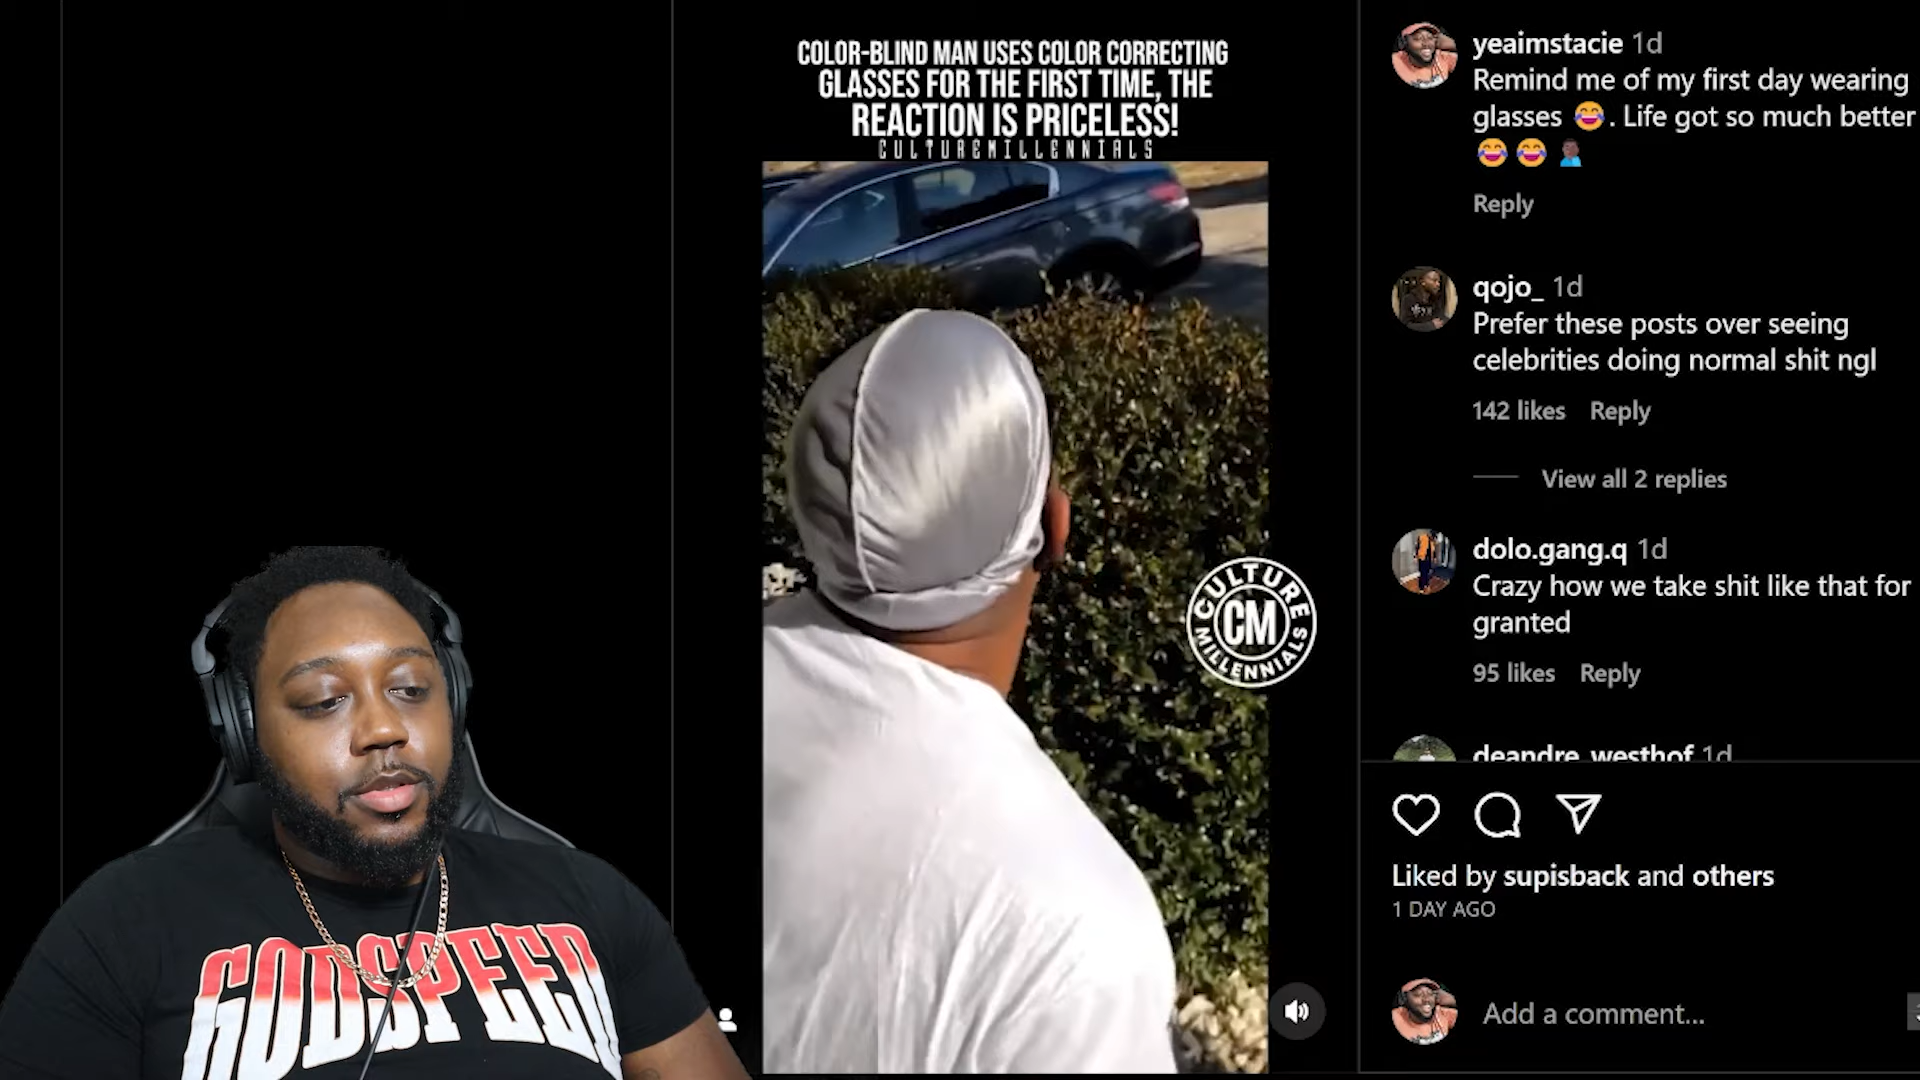 COLOR-BLIND MAN USES COLOR CORRECTING
GLASSES FOR THE FIRST TIME, THE
REACTION IS PRICELESS!
CULTUREMILLENNIALS
CULTURE
CM
MILLENNIALS
GODSPEED
yeaimstacie 1d
Remind me of my first day wearing
glasses 😂. Life got so much better
😂 😂 🤦🏿‍♂️
Reply
qojo_ 1d
Prefer these posts over seeing
celebrities doing normal shit ngl
142 likes Reply
View all 2 replies
dolo.gang.q 1d
Crazy how we take shit like that for
granted
95 likes Reply
deandre_westhof 1d
Liked by supisback and others
1 DAY AGO
Add a comment...